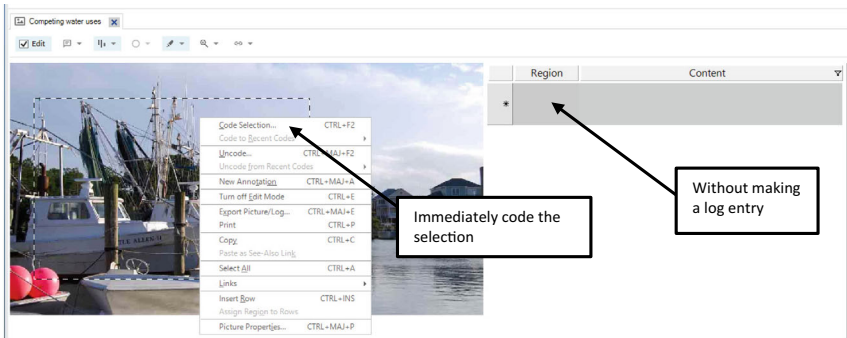 Competing water uses
Edit
Region Content
*
Code Selection... CTRL+F2
Code to Recent Codes
Uncode... CTRL+MAJ+F2
Uncode from Recent Codes
New Annotation CTRL+MAJ+A
Turn off Edit Mode CTRL+E
Export Picture/Log... CTRL+MAJ+E
Print CTRL+P
Copy CTRL+C
Paste as See-Also Link
Select All CTRL+A
Links
Insert Row CTRL+INS
Assign Region to Rows
Picture Properties... CTRL+MAJ+P
Immediately code the
selection
Without making
a log entry